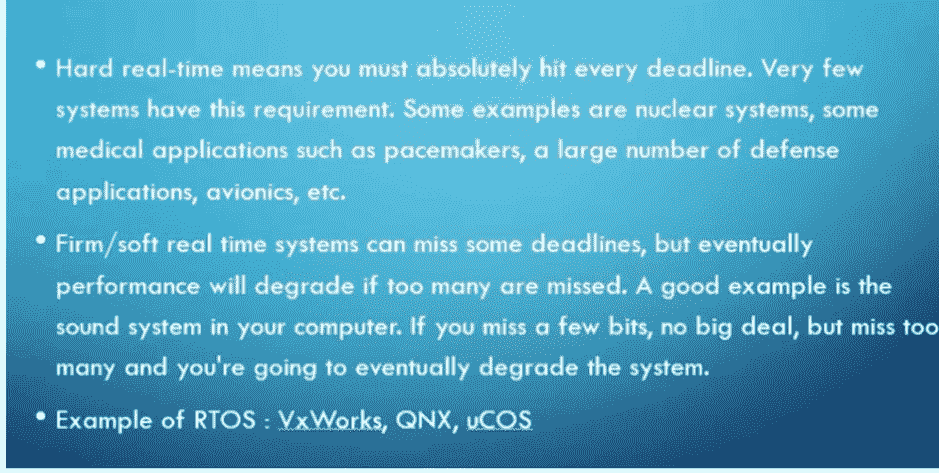 • Hard real-time means you must absolutely hit every deadline. Very few
systems have this requirement. Some examples are nuclear systems, some
medical applications such as pacemakers, a large number of defense
applications, avionics, etc.
• Firm/soft real time systems can miss some deadlines, but eventually
performance will degrade if too many are missed. A good example is the
sound system in your computer. If you miss a few bits, no big deal, but miss too
many and you're going to eventually degrade the system.
• Example of RTOS : VxWorks, QNX, uCOS